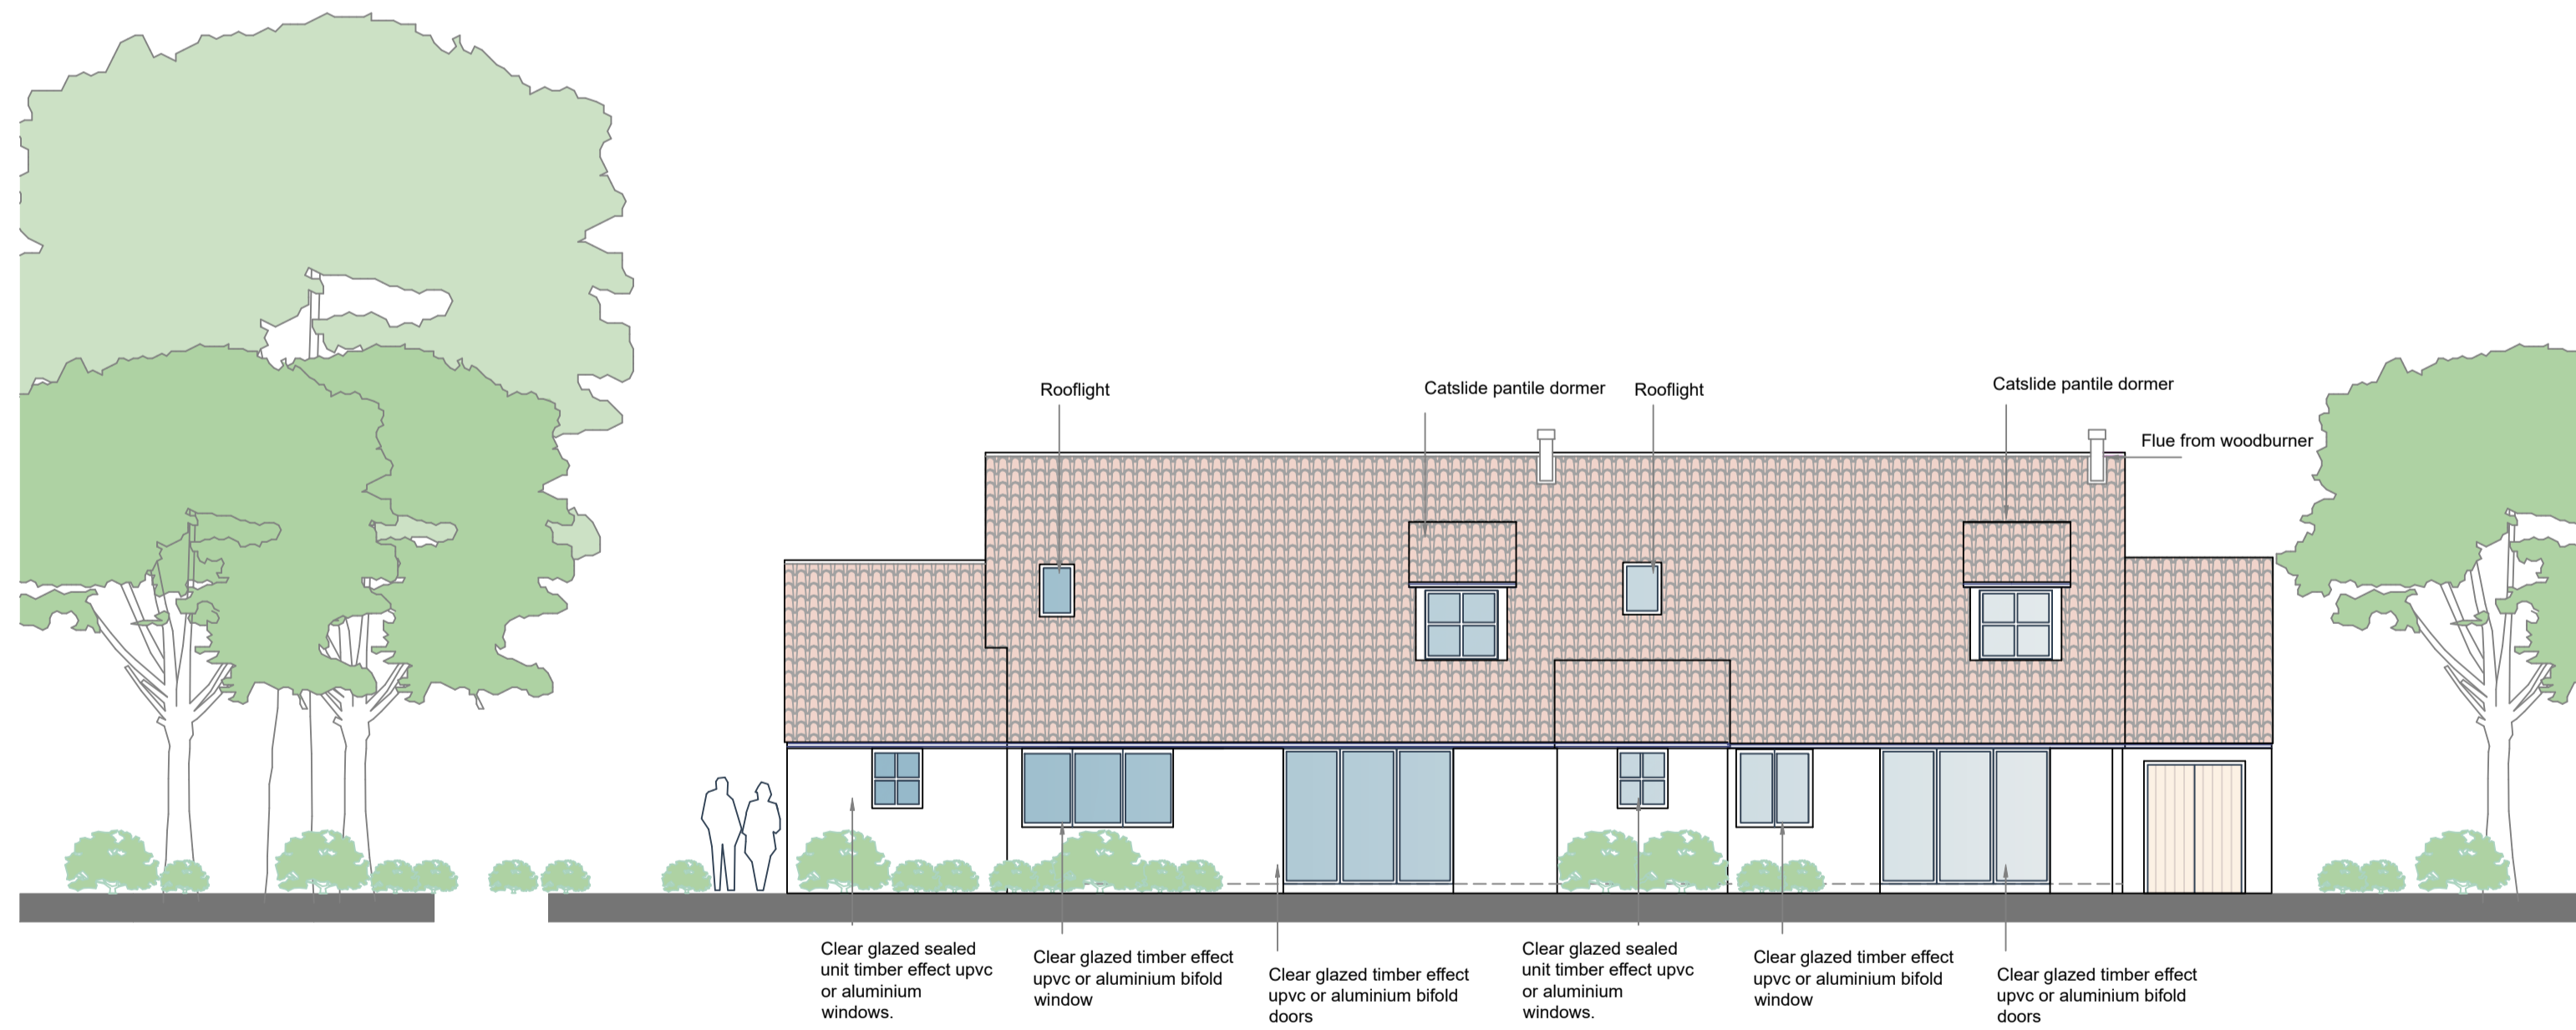 Rooflight
Catslide pantile dormer
Rooflight
Catslide pantile dormer
Flue from woodburner
Clear glazed sealed
unit timber effect upvc
or aluminium
windows.
Clear glazed timber effect
upvc or aluminium bifold
window
Clear glazed timber effect
upvc or aluminium bifold
doors
Clear glazed sealed
unit timber effect upvc
or aluminium
windows.
Clear glazed timber effect
upvc or aluminium bifold
window
Clear glazed timber effect
upvc or aluminium bifold
doors